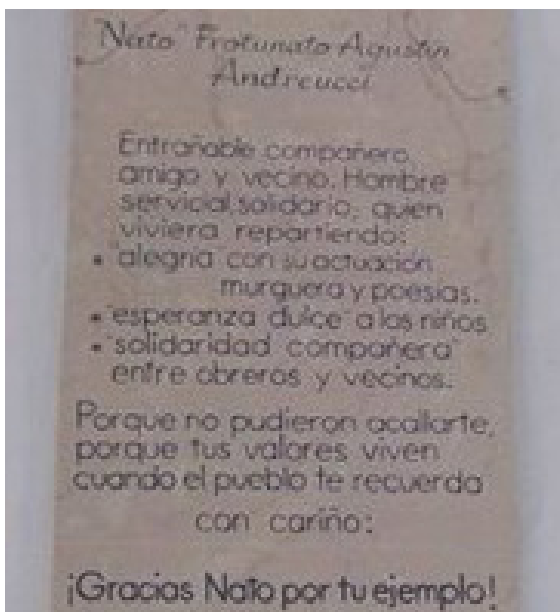 "Nato" Frotunato Agustin
Andreucci
Entrañable compañero,
amigo y vecino. Hombre
servicial, solidario, quien
viviera repartiendo:
• "alegria con su actuación
murguera y poesías.
• "esperanza dulce" a los niños
• "solidaridad compañera"
entre obreros y vecinos.
Porque no pudieron acallarte,
porque tus valores viven
cuando el pueblo te recuerda
con cariño:
¡Gracias Nato por tu ejemplo!